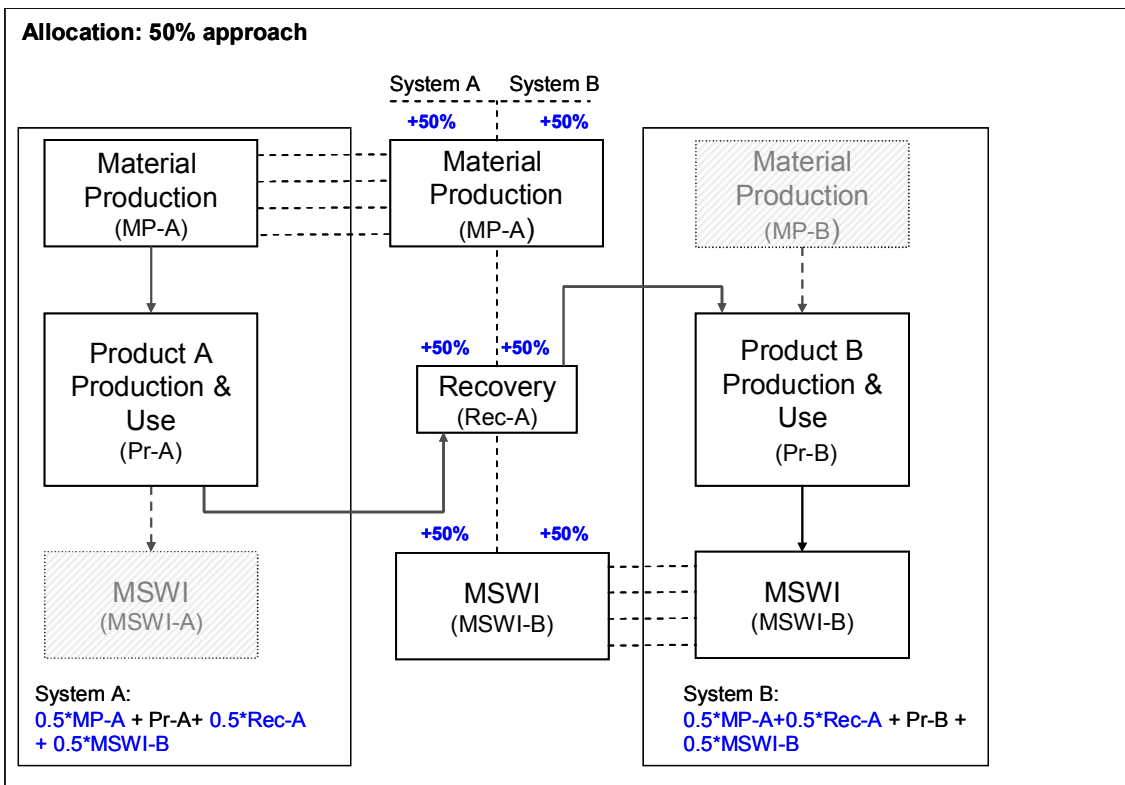 Allocation: 50% approach
System A
System B
+50%
+50%
Material
Production
(MP-A)
Material
Production
(MP-A)
Material
Production
(MP-B)
Product A
Production &
Use
(Pr-A)
+50%
+50%
Recovery
(Rec-A)
Product B
Production &
Use
(Pr-B)
+50%
+50%
MSWI
(MSWI-A)
MSWI
(MSWI-B)
MSWI
(MSWI-B)
System A:
0.5*MP-A + Pr-A+ 0.5*Rec-A
+ 0.5*MSWI-B
System B:
0.5*MP-A+0.5*Rec-A + Pr-B +
0.5*MSWI-B